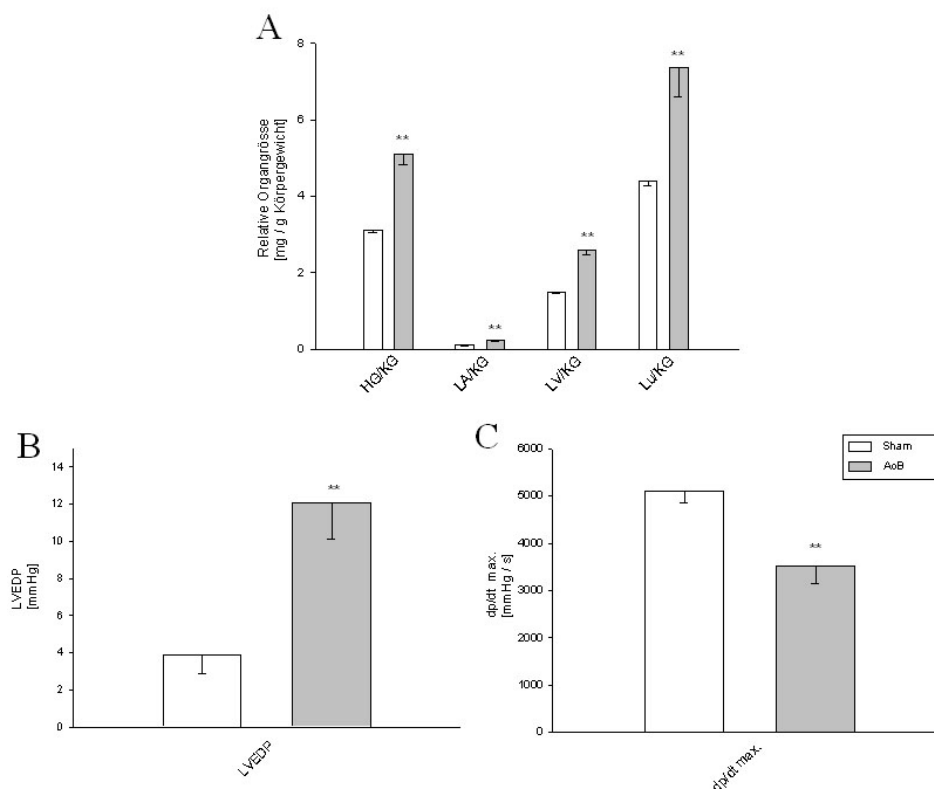 A
Relative Organgrösse
[mg / g Körpergewicht]
8
6
4
2
0
**
**
**
**
HG/KG
LA/KG
LV/KG
Lu/KG
B
LVEDP
[mmHg]
14
12
10
8
6
4
2
0
**
LVEDP
C
dp/dt max.
[mmHg / s]
6000
5000
4000
3000
2000
1000
0
**
Sham
AoB
dp/dt max.